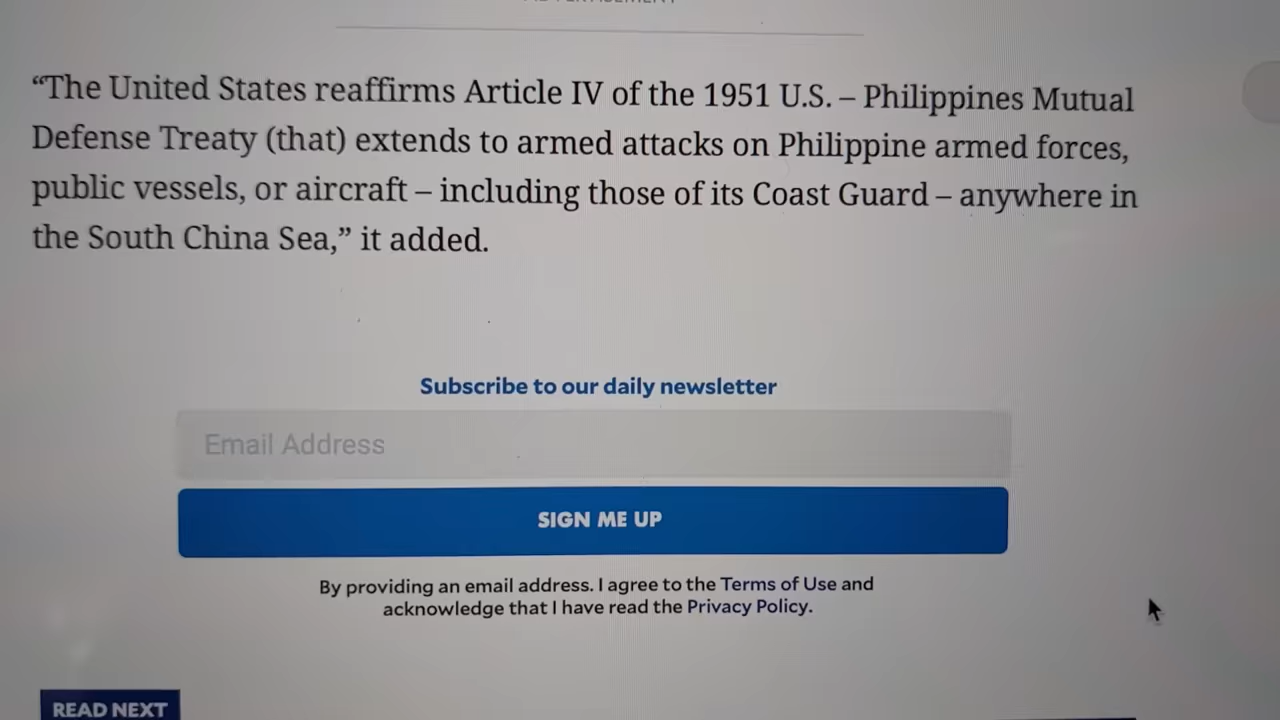 “The United States reaffirms Article IV of the 1951 U.S. – Philippines Mutual
Defense Treaty (that) extends to armed attacks on Philippine armed forces,
public vessels, or aircraft – including those of its Coast Guard – anywhere in
the South China Sea,” it added.
Subscribe to our daily newsletter
Email Address
SIGN ME UP
By providing an email address. I agree to the Terms of Use and
acknowledge that I have read the Privacy Policy.
READ NEXT